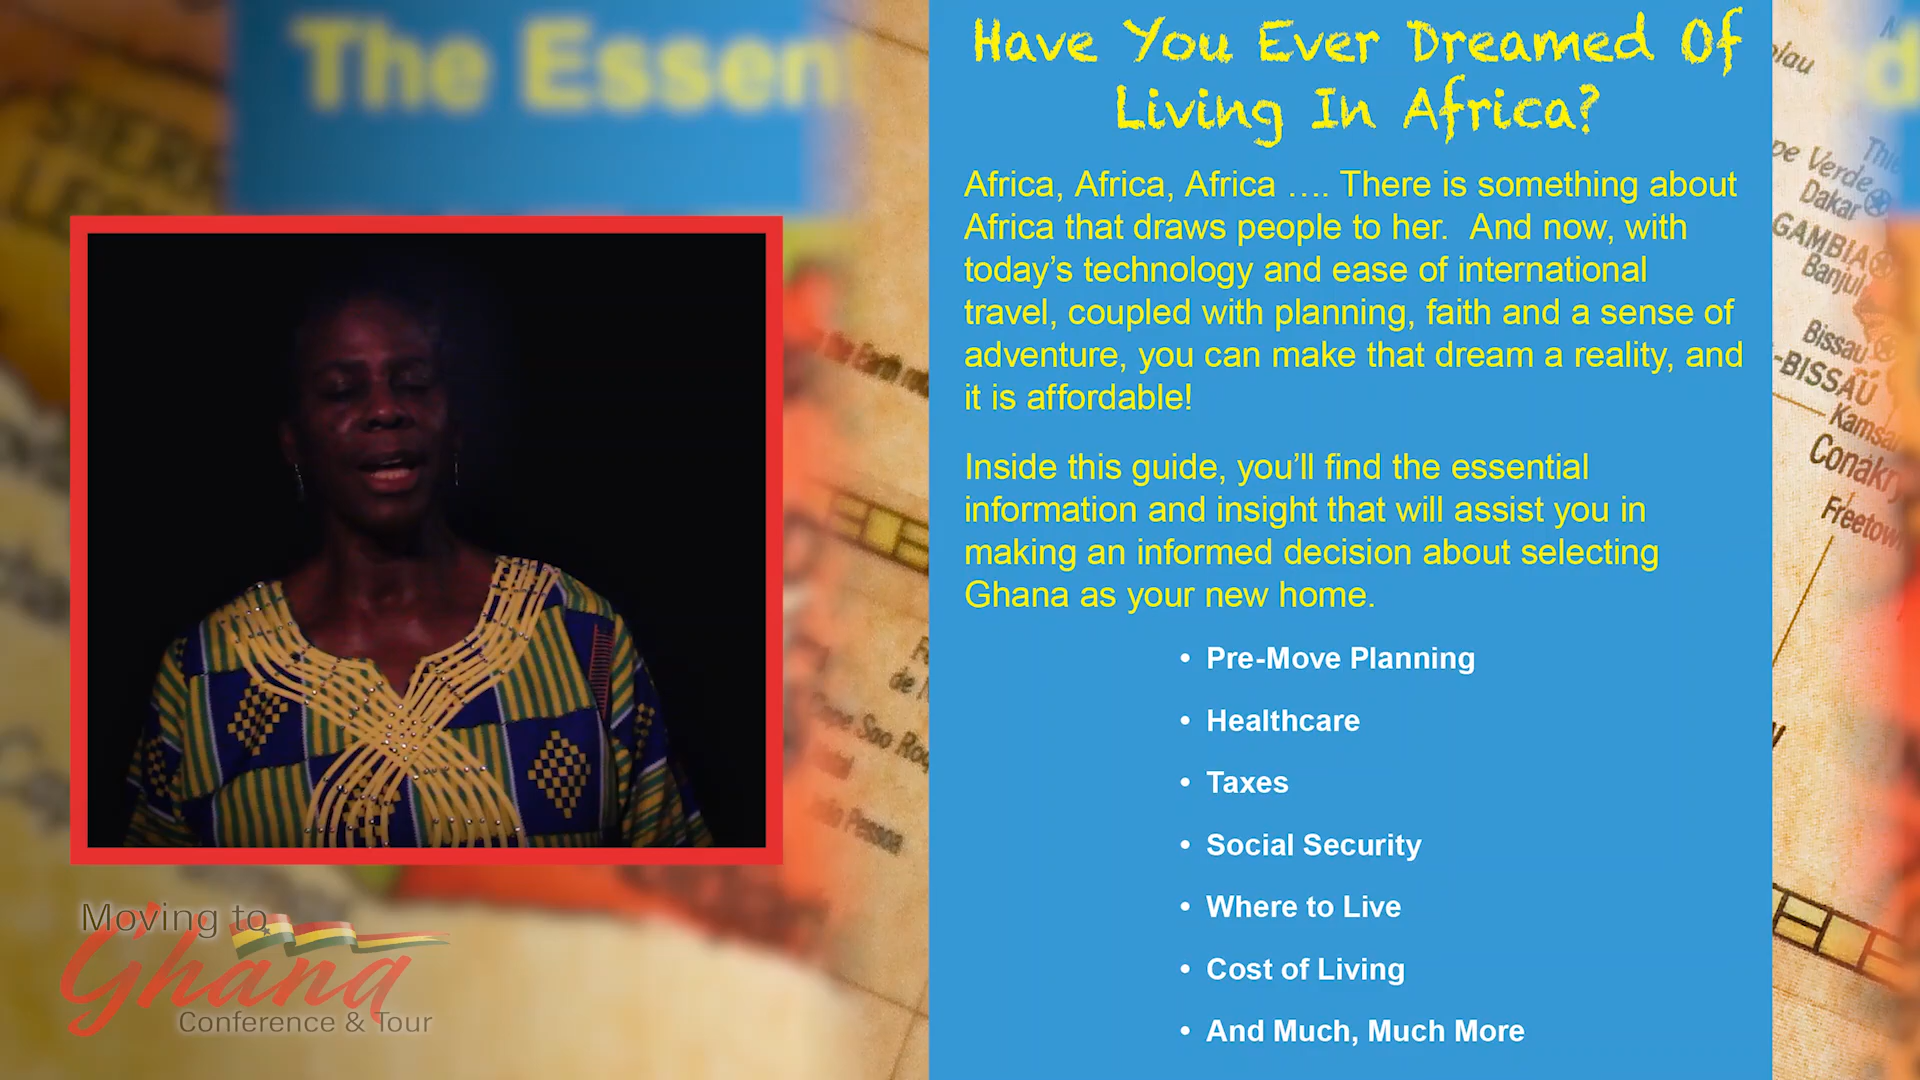 The Essen
Have You Ever Dreamed Of
Living In Africa?
Africa, Africa, Africa …. There is something about
Africa that draws people to her.  And now, with
today’s technology and ease of international
travel, coupled with planning, faith and a sense of
adventure, you can make that dream a reality, and
it is affordable!
Inside this guide, you’ll find the essential
information and insight that will assist you in
making an informed decision about selecting
Ghana as your new home.
• Pre-Move Planning
• Healthcare
• Taxes
• Social Security
• Where to Live
• Cost of Living
• And Much, Much More
Moving to
Ghana
Conference & Tour
Dakar
GAMBIA
Banjul
Bissau
-BISSAU
Kamsa
Conakr
Freetow